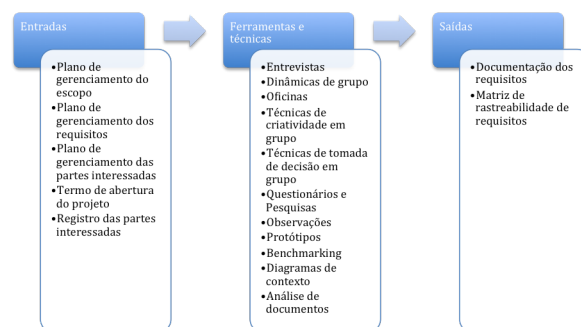 Entradas
•Plano de
gerenciamento do
escopo
•Plano de
gerenciamento dos
requisitos
•Plano de
gerenciamento das
partes interessadas
•Termo de abertura
do projeto
•Registro das partes
interessadas
Ferramentas e
técnicas
•Entrevistas
•Dinâmicas de grupo
•Oficinas
•Técnicas de
criatividade em
grupo
•Técnicas de tomada
de decisão em
grupo
•Questionários e
Pesquisas
•Observações
•Protótipos
•Benchmarking
•Diagramas de
contexto
•Análise de
documentos
Saídas
•Documentação dos
requisitos
•Matriz de
rastreabilidade de
requisitos